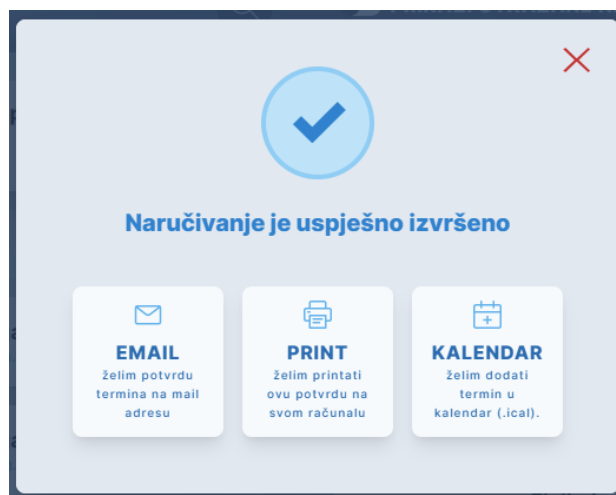 Naručivanje je uspješno izvršeno
EMAIL
želim potvrdu
termina na mail
adresu
PRINT
želim printati
ovu potvrdu na
svom računalu
KALENDAR
želim dodati
termin u
kalendar (.ical).